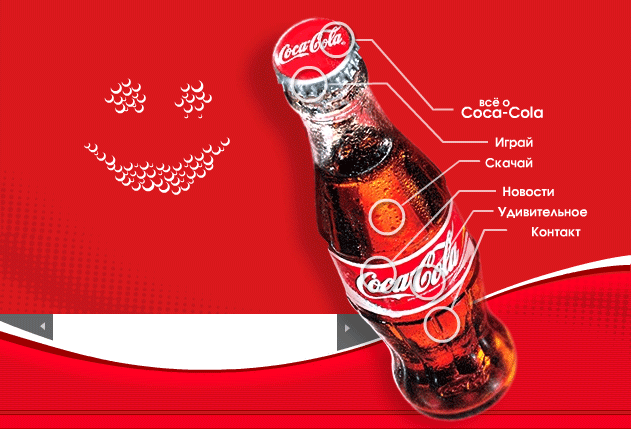 Coca-Cola
всё о
Coca-Cola
Играй
Скачай
Новости
Удивительное
Контакт
Coca-Cola